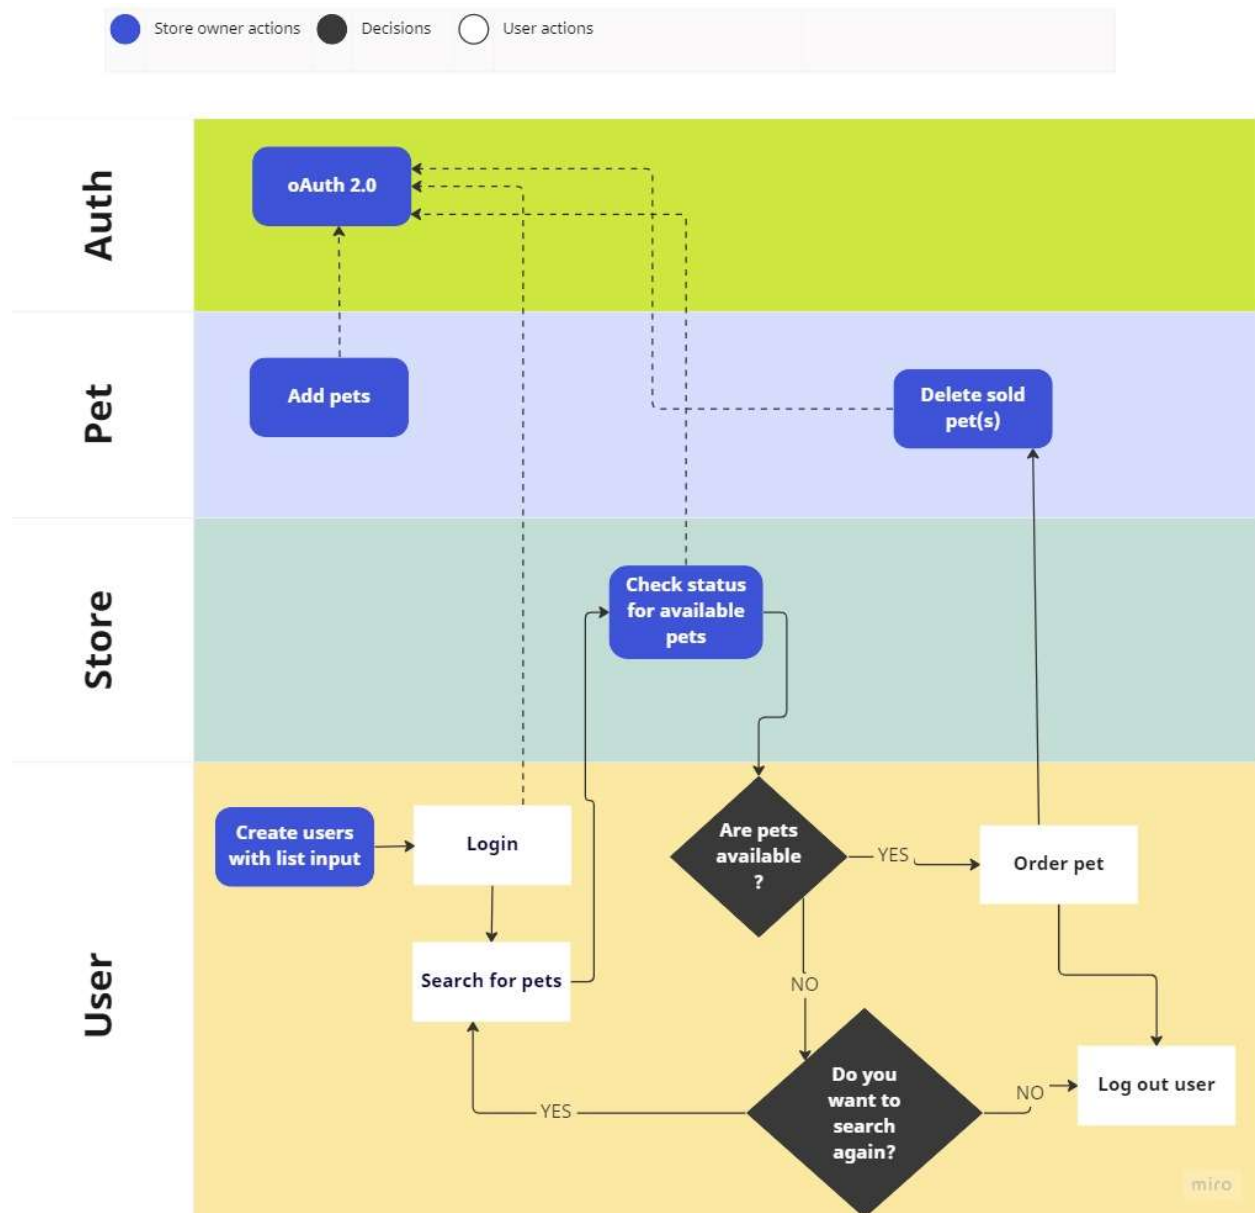 Store owner actions
Decisions
User actions
Auth
oAuth 2.0
Pet
Add pets
Delete sold
pet(s)
Store
Check status
for available
pets
User
Create users
with list input
Login
Are pets
available
?
YES
Order pet
Search for pets
NO
Do you
want to
search
again?
YES
NO
Log out user
miro